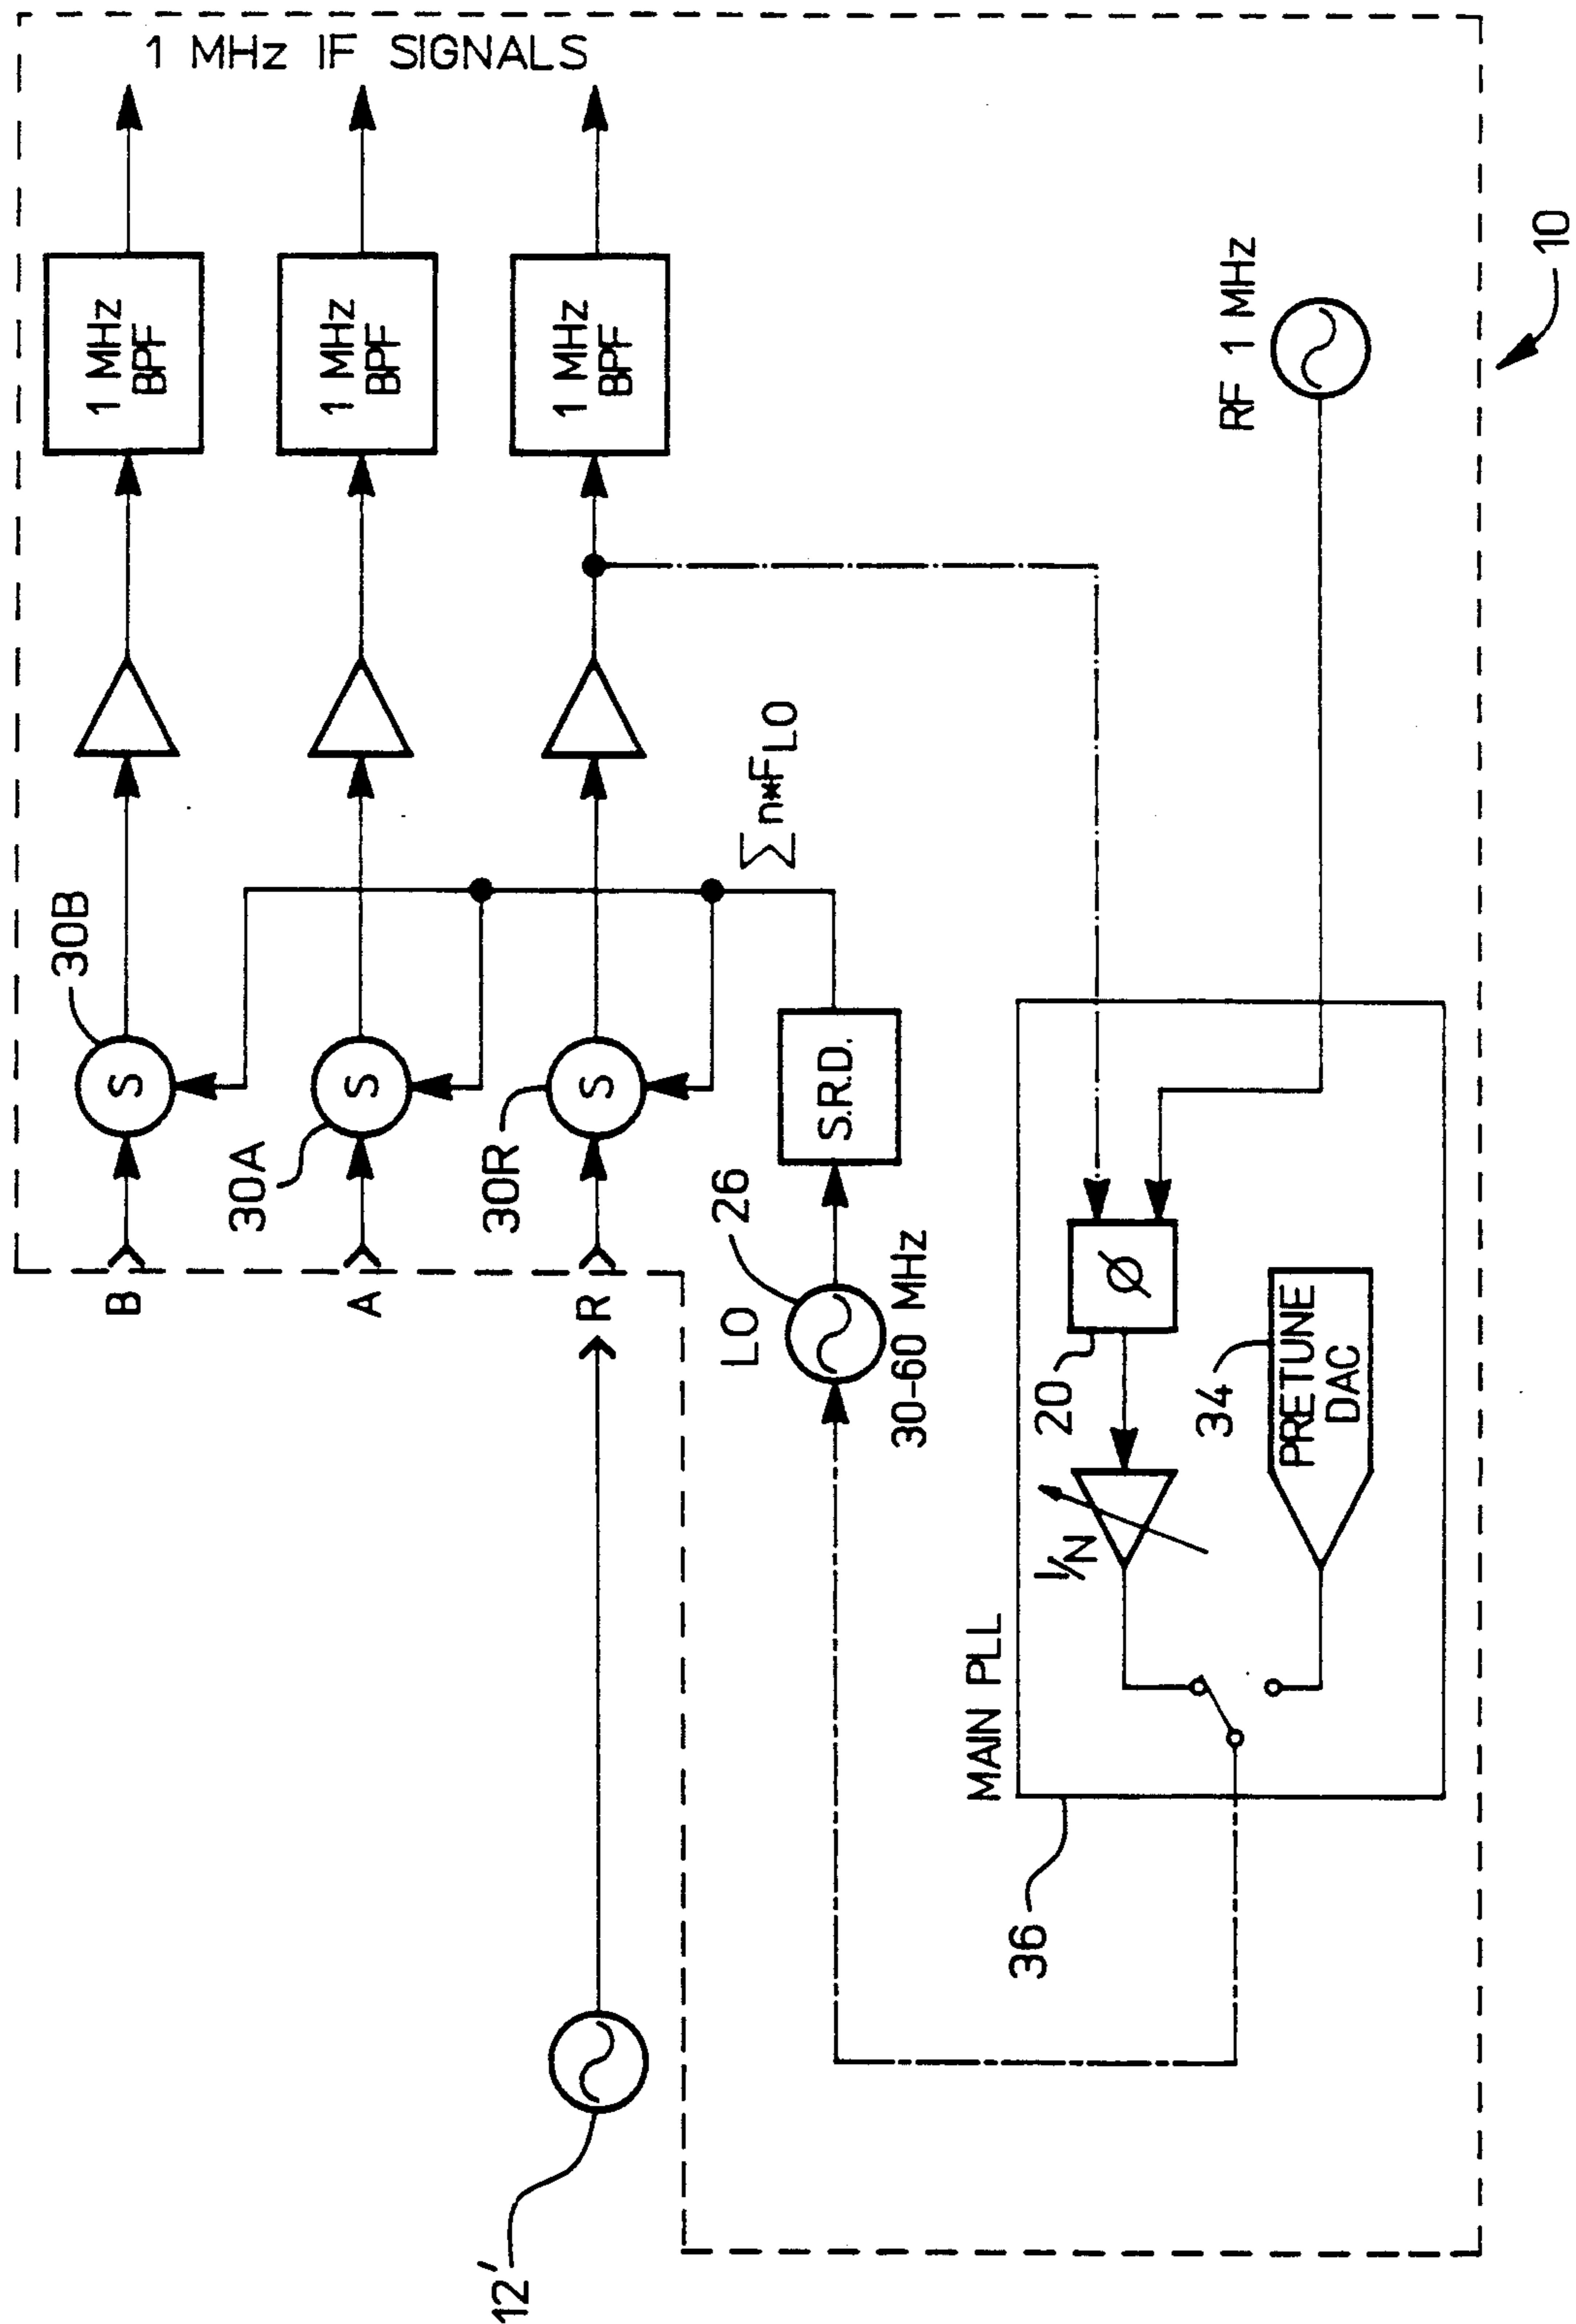 1 MHz IF SIGNALS
1 MHz
BPF
1 MHz
BPF
1 MHz
BPF
30B
S
B
30A
S
A
30R
S
R
∑ n*FLO
S.R.D.
26
LO
30-60 MHz
12'
RF 1 MHz
10
MAIN PLL
36
Ø
20
1/N
34
PRETUNE
DAC